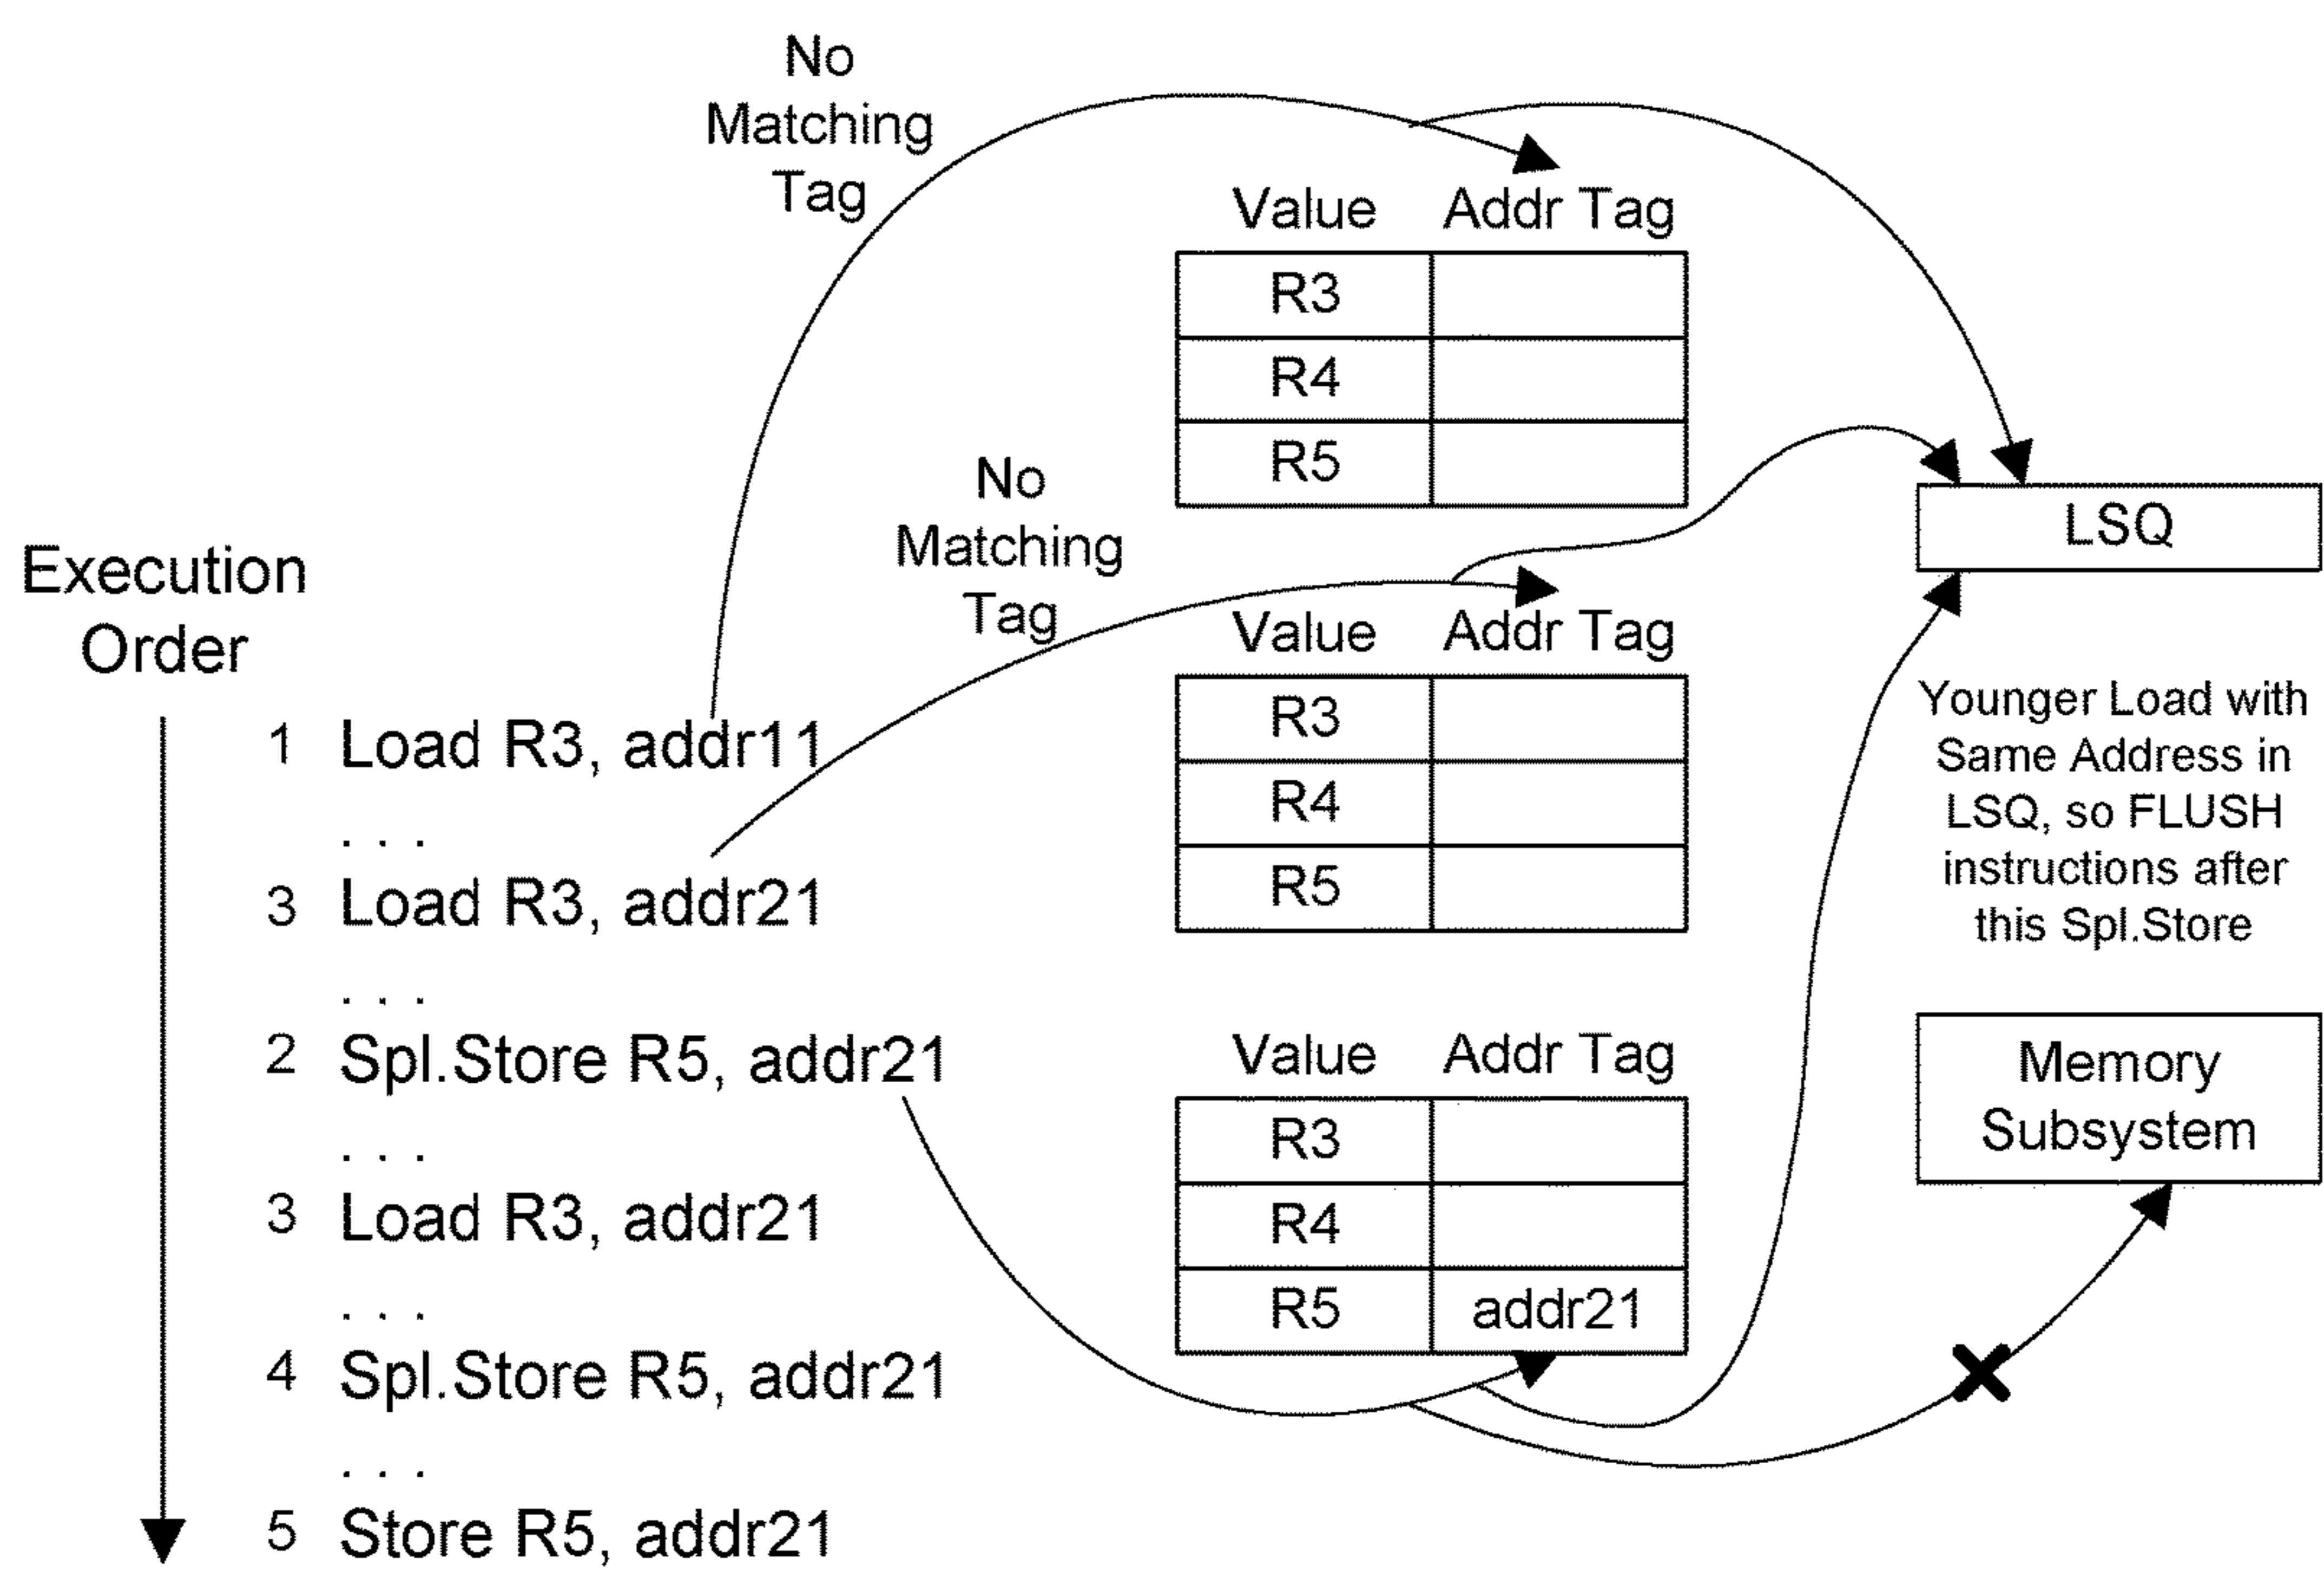 No
Matching
Tag
Value Addr Tag
R3
R4
R5
No
Matching
Tag
LSQ
Execution
Order
Value Addr Tag
R3
R4
R5
Younger Load with
Same Address in
LSQ, so FLUSH
instructions after
this Spl.Store
1 Load R3, addr11
. . .
3 Load R3, addr21
. . .
2 Spl.Store R5, addr21
. . .
3 Load R3, addr21
. . .
4 Spl.Store R5, addr21
. . .
5 Store R5, addr21
Value Addr Tag
R3
R4
R5 addr21
Memory
Subsystem